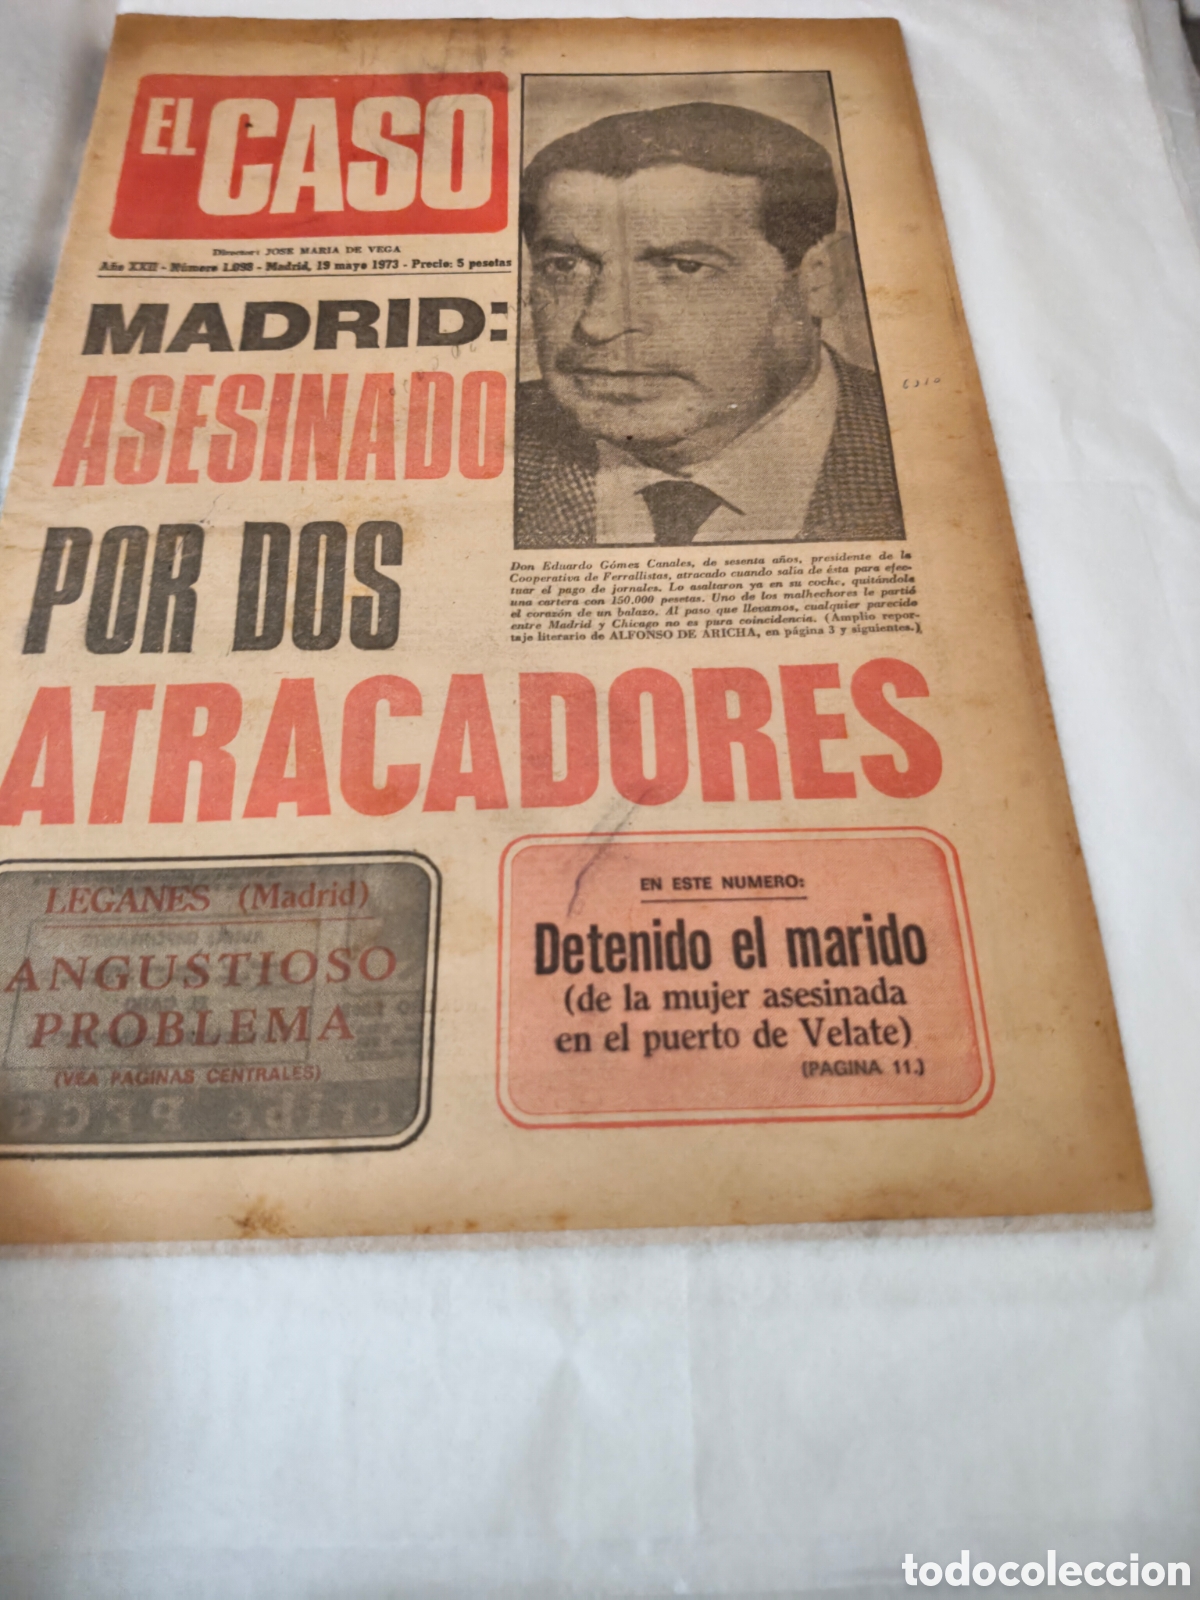 EL CASO
Director: JOSE MARIA DE VEGA
Año XXII - Número 1.098 - Madrid, 19 mayo 1973 - Precio: 5 pesetas
MADRID:
ASESINADO
POR DOS
ATRACADORES
Don Eduardo Gómes Canales, de sesenta años, presidente de la
Cooperativa de Ferrallistas, atracado cuando salía de ésta para efec-
tuar el pago de jornales. Lo asaltaron ya en su coche, quitándole
una cartera con 150.000 pesetas. Uno de los malhechores le partió
el corazón de un balazo. Al paso que llevamos, cualquier parecido
entre Madrid y Chicago no es pura coincidencia. (Amplio repor-
taje literario de ALFONSO DE ARICHA, en página 3 y siguientes.)
LEGANES (Madrid)
ANGUSTIOSO
PROBLEMA
(VEA PAGINAS CENTRALES)
EN ESTE NUMERO:
Detenido el marido
(de la mujer asesinada
en el puerto de Velate)
(PAGINA 11.)
todocoleccion